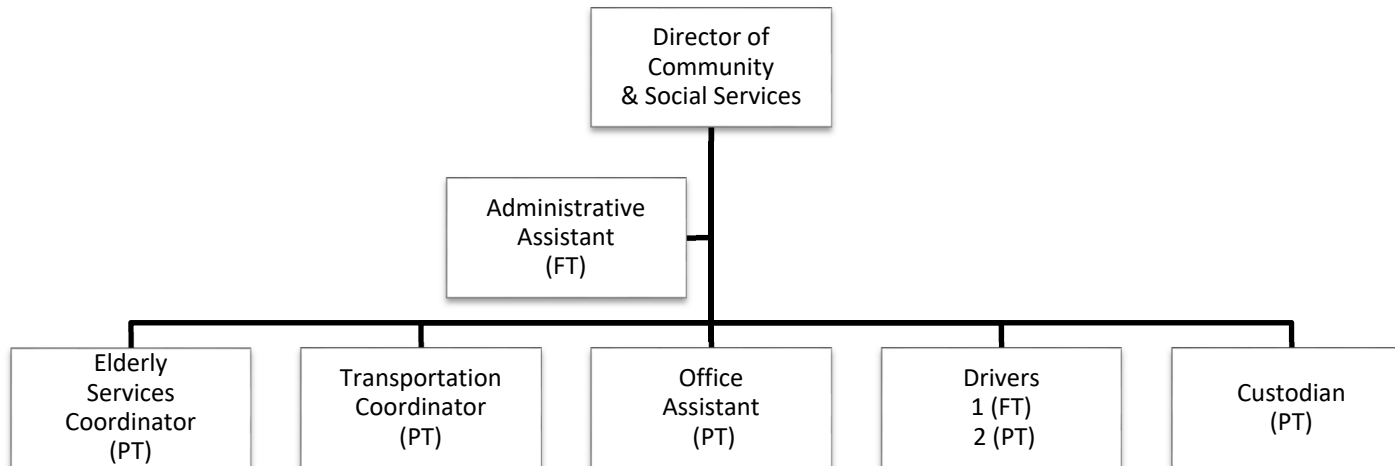 Director of
Community
& Social Services
Administrative
Assistant
(FT)
Elderly
Services
Coordinator
(PT)
Transportation
Coordinator
(PT)
Office
Assistant
(PT)
Drivers
1 (FT)
2 (PT)
Custodian
(PT)